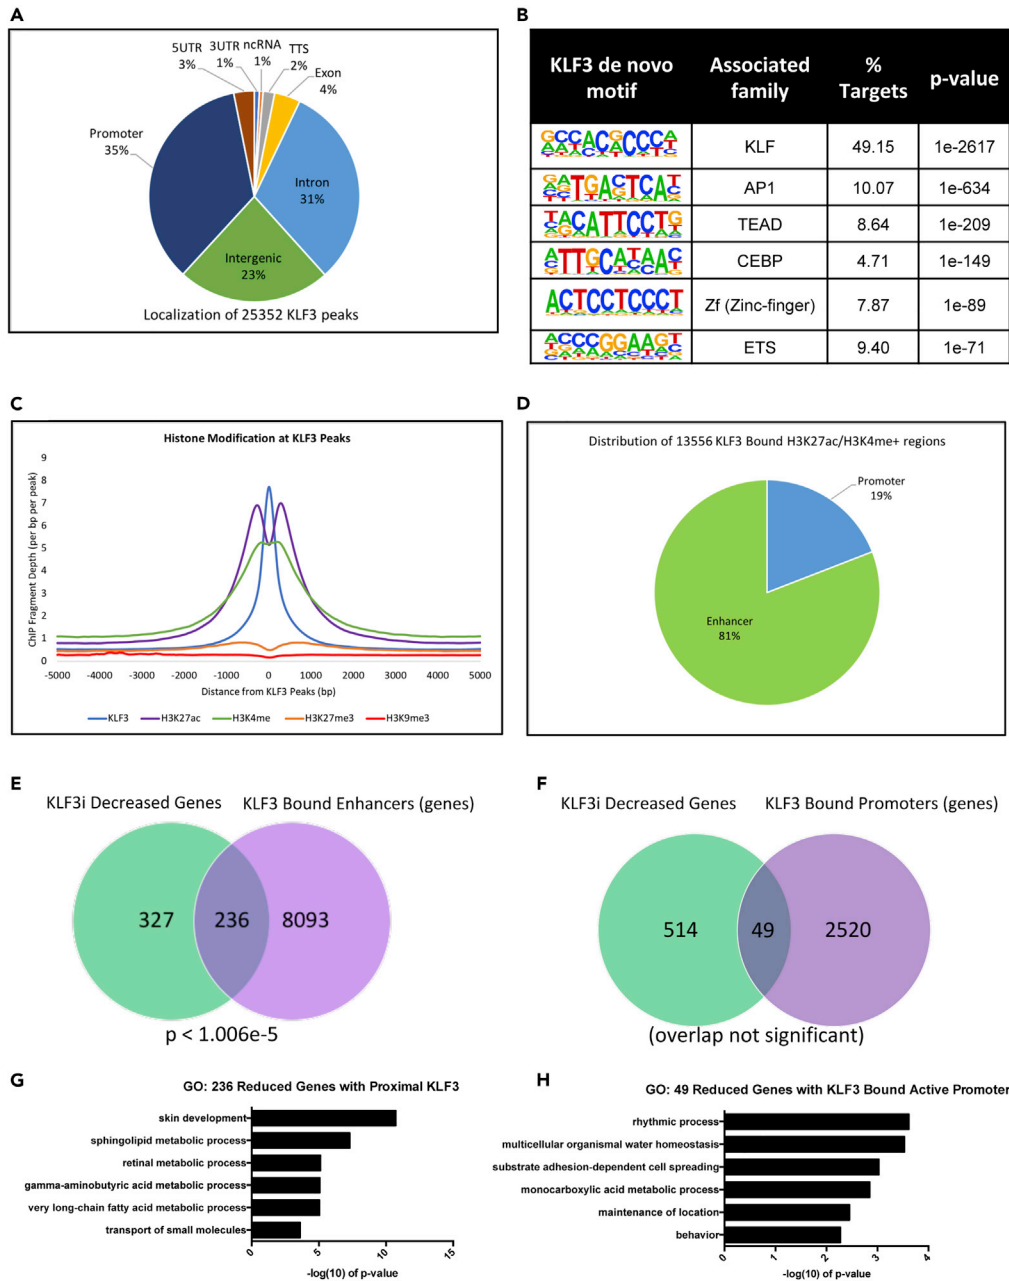 A
5UTR
3%
3UTR
1%
ncRNA
1%
TTS
2%
Exon
4%
Promoter
35%
Intron
31%
Intergenic
23%
Localization of 25352 KLF3 peaks
B
KLF3 de novo motif
Associated family
% Targets
p-value
KLF 49.15 1e-2617
AP1 10.07 1e-634
TEAD 8.64 1e-209
CEBP 4.71 1e-149
ACTCCTCCCT Zf (Zinc-finger) 7.87 1e-89
ETS 9.40 1e-71
C
Histone Modification at KLF3 Peaks
ChIP Fragment Depth (per bp per peak)
9
8
7
6
5
4
3
2
1
0
-5000 -4000 -3000 -2000 -1000 0 1000 2000 3000 4000 5000
Distance from KLF3 Peaks (bp)
KLF3 H3K27ac H3K4me H3K27me3 H3K9me3
D
Distribution of 13556 KLF3 Bound H3K27ac/H3K4me+ regions
Promoter
19%
Enhancer
81%
E
KLF3i Decreased Genes KLF3 Bound Enhancers (genes)
327 236 8093
p < 1.006e-5
F
KLF3i Decreased Genes KLF3 Bound Promoters (genes)
514 49 2520
(overlap not significant)
G
GO: 236 Reduced Genes with Proximal KLF3
skin development
sphingolipid metabolic process
retinal metabolic process
gamma-aminobutyric acid metabolic process
very long-chain fatty acid metabolic process
transport of small molecules
0 5 10 15
-log(10) of p-value
H
GO: 49 Reduced Genes with KLF3 Bound Active Promoter
rhythmic process
multicellular organismal water homeostasis
substrate adhesion-dependent cell spreading
monocarboxylic acid metabolic process
maintenance of location
behavior
0 1 2 3 4
-log(10) of p-value